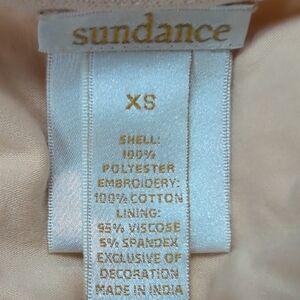 sundance
XS
SHELL:
100%
POLYESTER
EMBROIDERY:
100% COTTON
LINING:
95% VISCOSE
5% SPANDEX
EXCLUSIVE OF
DECORATION
MADE IN INDIA